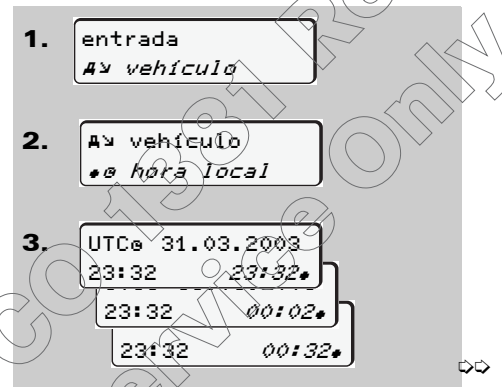 1. entrada
vehículo
2. vehículo
hora local
3. UTC 31.03.2003
23:32 23:32
23:32 00:02
23:32 00:32